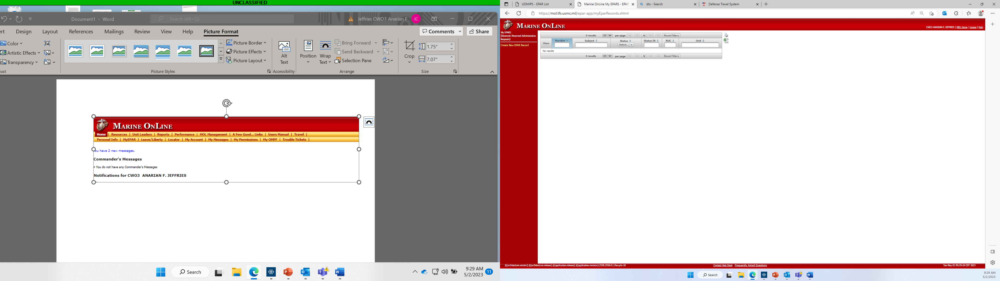 UNCLASSIFIED
Document1 - Word
Search (Alt+Q)
Jeffries CWO3 Anarian F
JC
ert Design Layout References Mailings Review View Help Picture Format
Comments
Share
Color
Artistic Effects
Transparency
Picture Border
Picture Effects
Picture Layout
Alt Text
Position
Wrap Text
Bring Forward
Send Backward
Selection Pane
Crop
1.75"
7.07"
just
Picture Styles
Accessibility
Arrange
Size
MARINE ONLINE
Home | Resources | Unit Leaders | Reports | Performance | MOL Management | A Few Good... Links | Users Manual | Travel |
Personal Info | MyEPAR | Leave/Liberty | Locator | My Account | My Messages | My Permissions | My OMPF | Trouble Tickets |
ou have 2 new messages.
Commander's Messages
• You do not have any Commander's Messages
Notifications for CWO3 ANARIAN F. JEFFRIES
Search
9:29 AM
5/2/2023
11
UDMIPS - EPAR List
Marine OnLine My EPARS - EPAR
dts - Search
Defense Travel System
https://mol.tfs.usmc.mil/epar-app/myEparRecords.xhtml
MARINE ONLINE
CWO3 ANARIAN F. JEFFRIES | MOL Home | Logout | Help
My EPARS
(Electronic Personnel Administrative
Requests)
Create New EPAR Record
0 results 25 per page Reset Filters
View Number Subject Status Status Dt RUC Unit
Select...
No results
0 results 25 per page Reset Filters
${architecture.version}.${architecture.release}.${application.release}.${application.revision}.2558.2558.0 | tfas-p2s-18
Contact Help Desk Frequently Asked Questions
Tue May 02 09:29:18 CDT 2023
Search
9:29 AM
5/2/2023